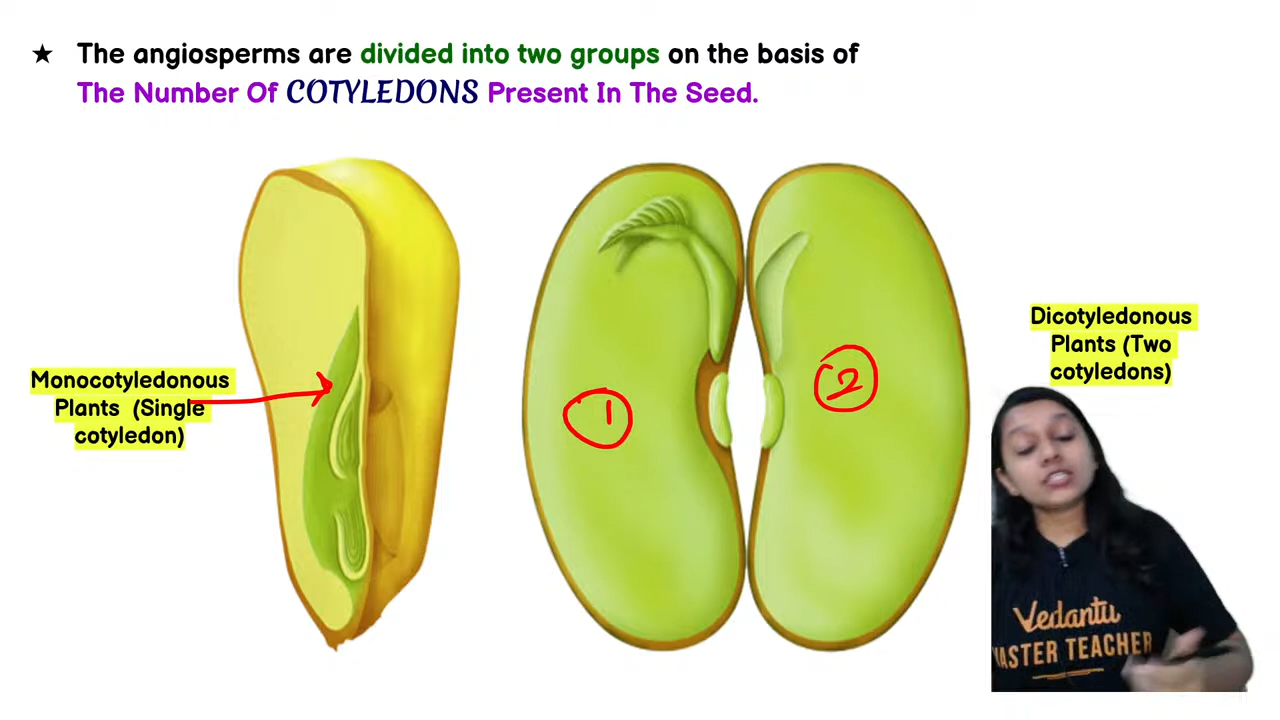 ★ The angiosperms are divided into two groups on the basis of
The Number Of COTYLEDONS Present In The Seed.
Monocotyledonous
Plants (Single
cotyledon)
1
2
Dicotyledonous
Plants (Two
cotyledons)
Vedantu
MASTER TEACHER